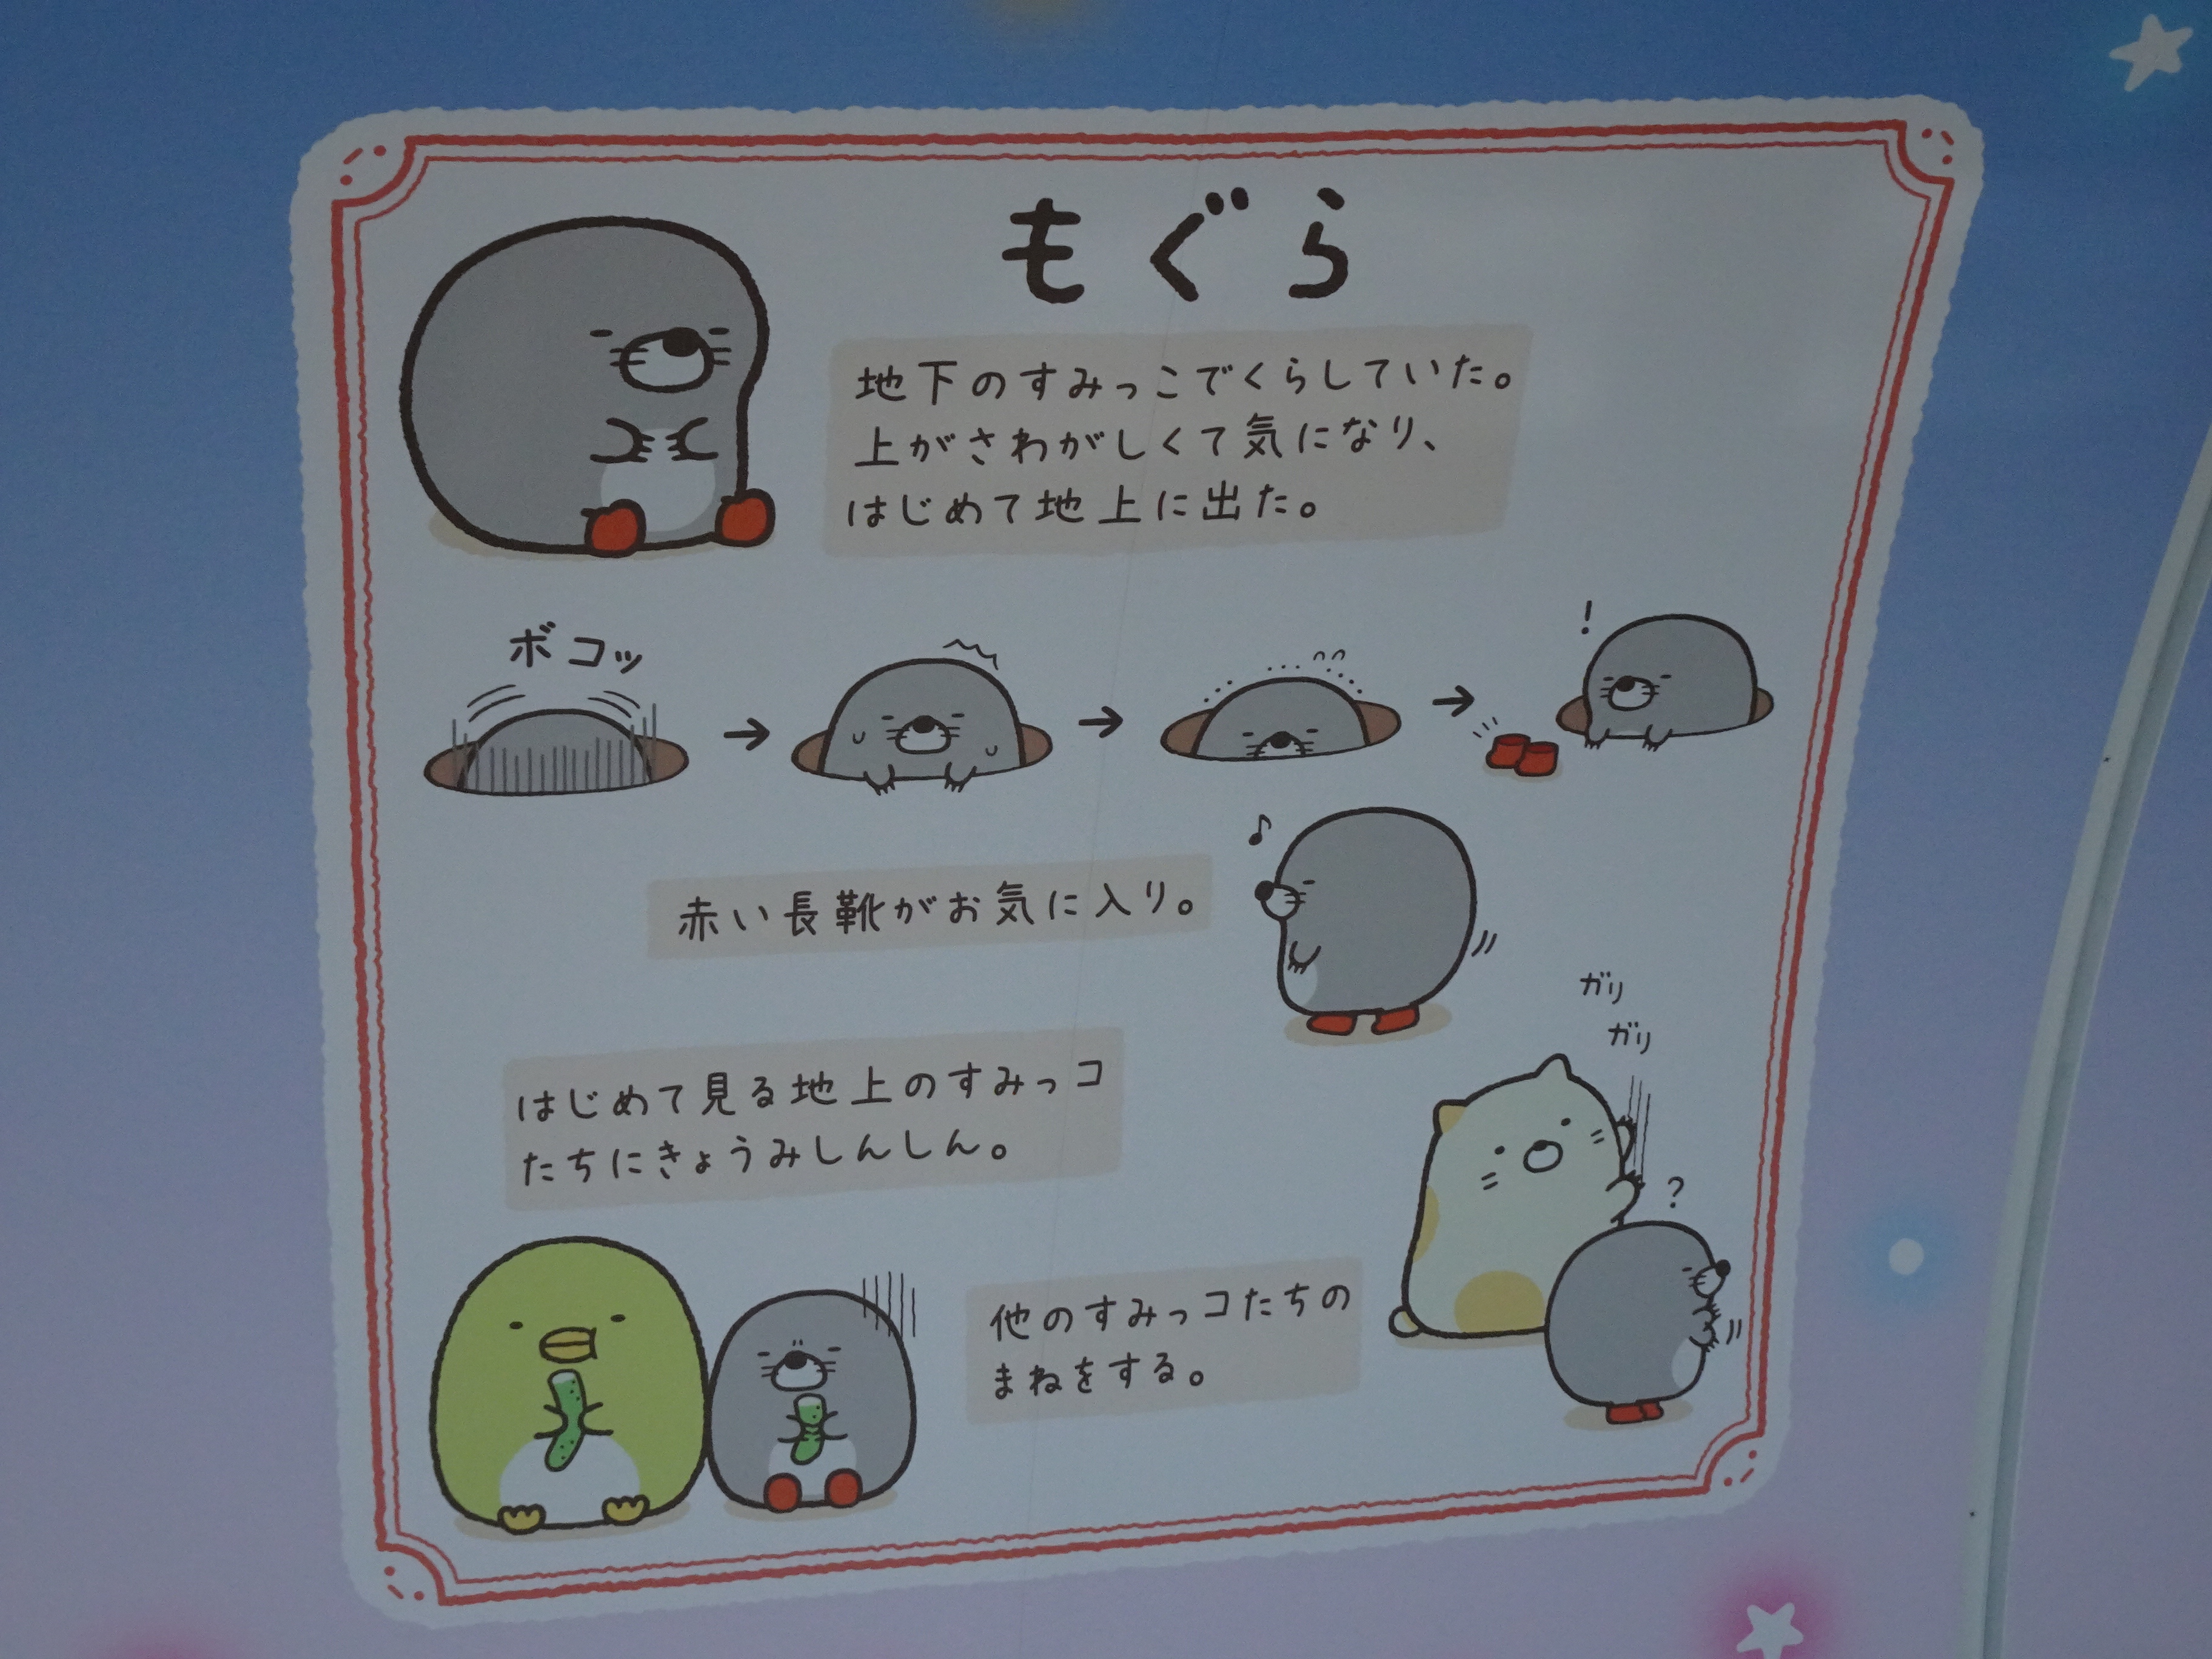 もぐら
地下のすみっこでくらしていた。
上がさわがしくて気になり、
はじめて地上に出た。
ボコッ
!
赤い長靴がお気に入り。
ガリ
ガリ
はじめて見る地上のすみっコ
たちにきょうみしんしん。
?
他のすみっコたちの
まねをする。